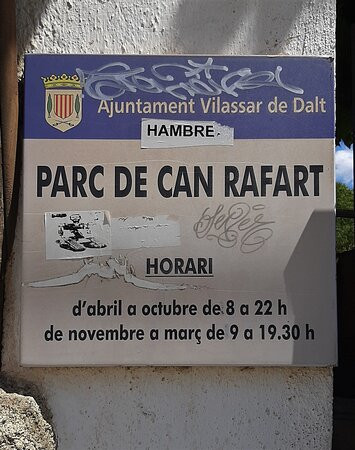 Ajuntament Vilassar de Dalt
HAMBRE
PARC DE CAN RAFART
HORARI
d'abril a octubre de 8 a 22 h
de novembre a març de 9 a 19.30 h